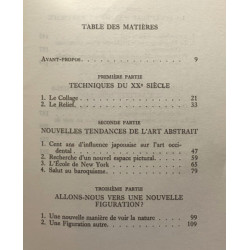 TABLE DES MATIÈRES
AVANT-PROPOS. 9
PREMIÈRE PARTIE
TECHNIQUES DU XXe SIÈCLE
1. Le Collage 21
2. Le Relief. 33
SECONDE PARTIE
NOUVELLES TENDANCES DE L'ART ABSTRAIT
1. Cent ans d'influence japonaise sur l'art occi-
dental 47
2. Recherche d'un nouvel espace pictural. 59
3. L'École de New York 65
4. Salut au baroquisme. 79
TROISIÈME PARTIE
ALLONS-NOUS VERS UNE NOUVELLE
FIGURATION?
1. Une nouvelle manière de voir la nature 99
2. Une Figuration autre. 109